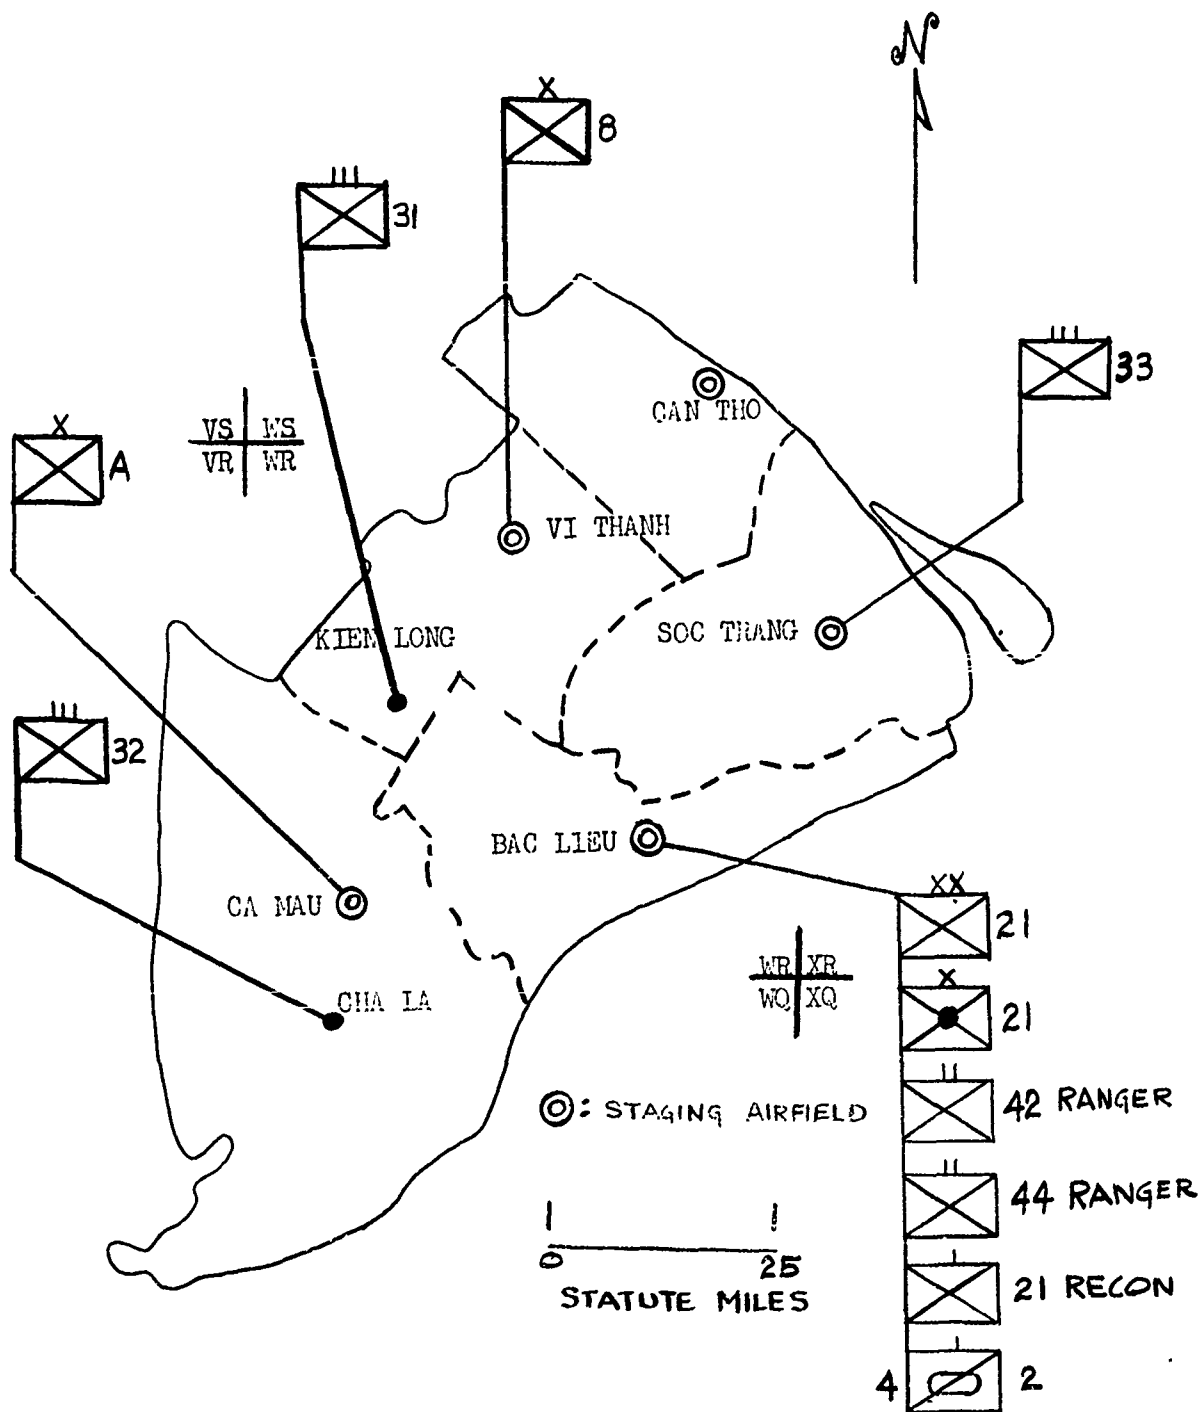 N
X
8
III
31
III
33
CAN THO
X
A
VS WS
VR WR
VI THANH
KIEN LONG
SOC TRANG
III
32
BAC LIEU
CA MAU
XX
21
WR XR
WQ XQ
X
21
CHA LA
II
42 RANGER
: STAGING AIRFIELD
II
44 RANGER
0 25
STATUTE MILES
I
21 RECON
I
4 2